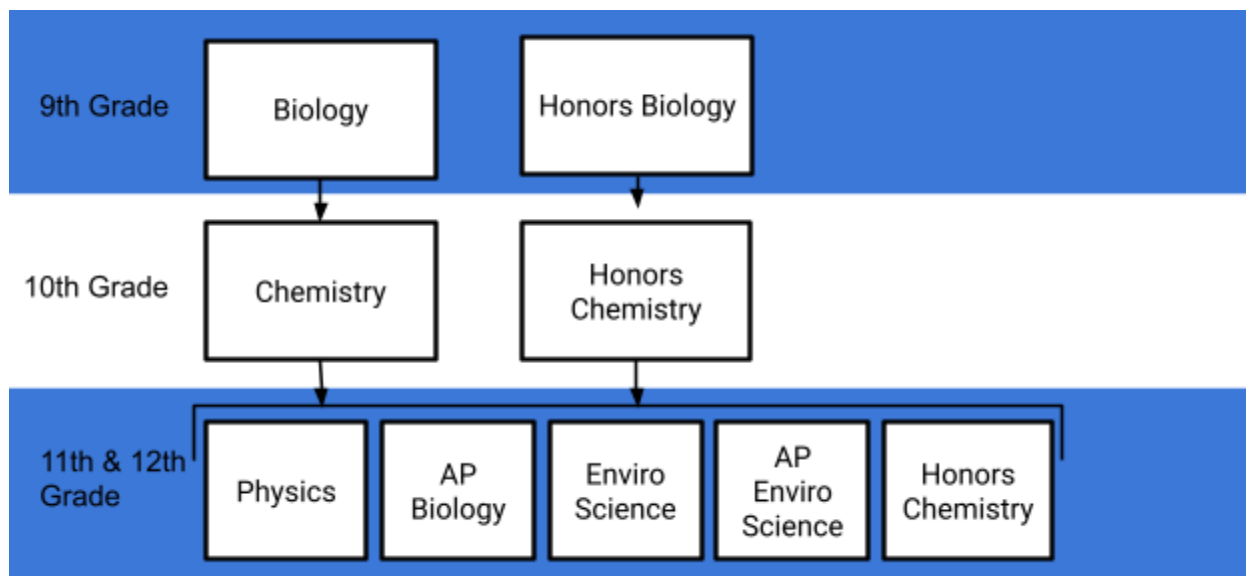 9th Grade
Biology
Honors Biology
10th Grade
Chemistry
Honors
Chemistry
11th & 12th
Grade
Physics
AP
Biology
Enviro
Science
AP
Enviro
Science
Honors
Chemistry